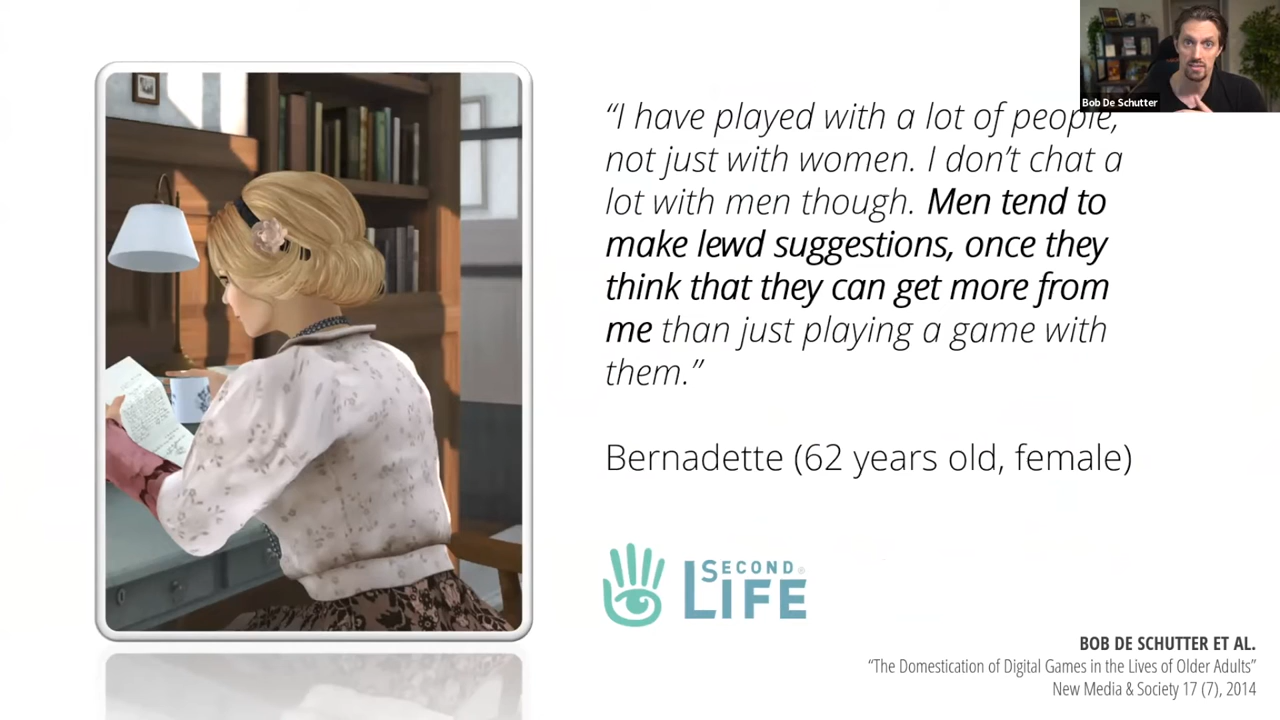 Bob De Schutter
“I have played with a lot of people,
not just with women. I don’t chat a
lot with men though. Men tend to
make lewd suggestions, once they
think that they can get more from
me than just playing a game with
them.”
Bernadette (62 years old, female)
SECOND®
LIFE
BOB DE SCHUTTER ET AL.
“The Domestication of Digital Games in the Lives of Older Adults”
New Media & Society 17 (7), 2014